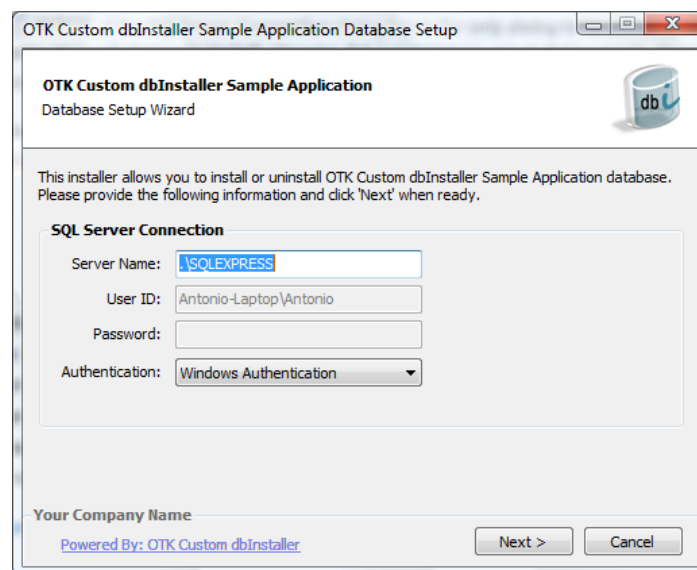 OTK Custom dbInstaller Sample Application Database Setup
OTK Custom dbInstaller Sample Application
Database Setup Wizard
dbi
This installer allows you to install or uninstall OTK Custom dbInstaller Sample Application database.
Please provide the following information and click 'Next' when ready.
SQL Server Connection
Server Name: .\SQLEXPRESS
User ID: Antonio-Laptop\Antonio
Password:
Authentication: Windows Authentication
Your Company Name
Powered By: OTK Custom dbInstaller
Next > Cancel